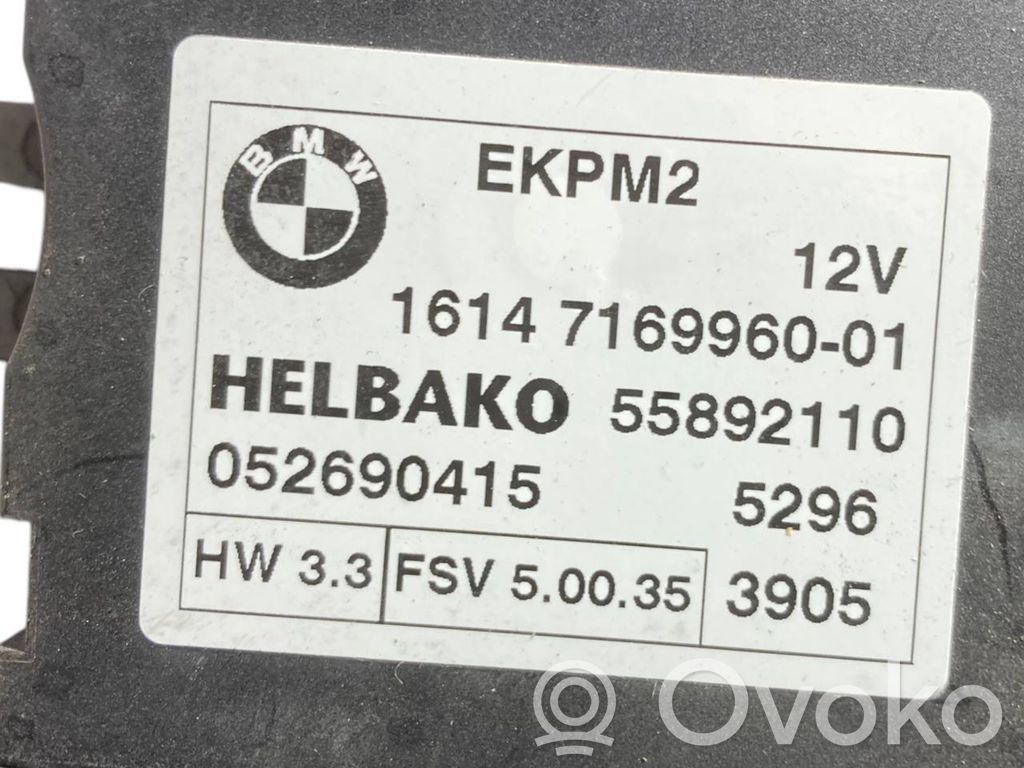 BMW
EKPM2
12V
1614 7169960-01
HELBAKO 55892110
052690415 5296
HW 3.3 FSV 5.00.35 3905
Ovoko